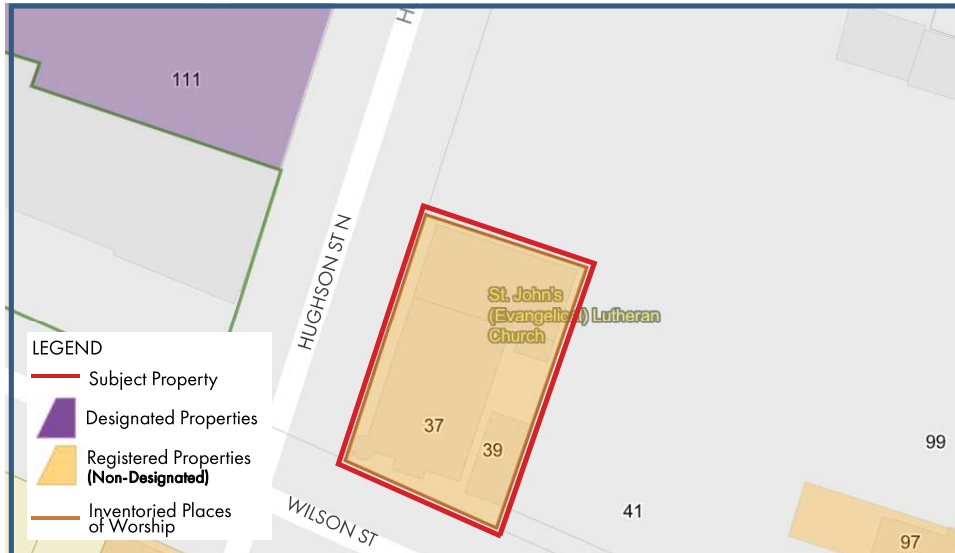 H
111
HUGHSON ST N
St. John's
(Evangelical) Lutheran
Church
37
39
99
41
97
WILSON ST
LEGEND
Subject Property
Designated Properties
Registered Properties
(Non-Designated)
Inventoried Places
of Worship